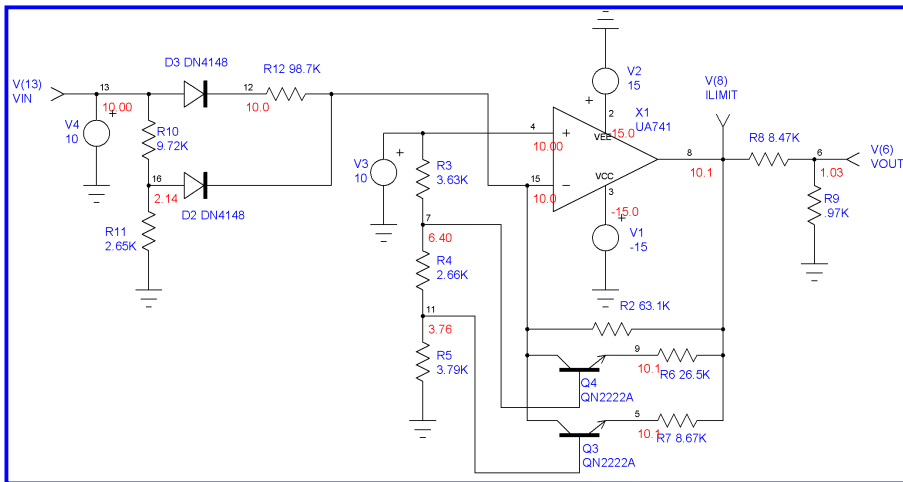 V(13)
VIN
13
10.00
V4
10
D3 DN4148
12
10.0
R12 98.7K
R10
9.72K
16
2.14
D2 DN4148
R11
2.65K
V3
10
R3
3.63K
7
6.40
R4
2.66K
11
3.76
R5
3.79K
V2
15
2
X1
UA741
4
10.00
VEE
15.0
15
10.0
VCC
3
-15.0
V1
-15
V(8)
ILIMIT
8
10.1
R8 8.47K
6
1.03
V(6)
VOUT
R9
.97K
R2 63.1K
9
10.1
R6 26.5K
Q4
QN2222A
5
10.1
R7 8.67K
Q3
QN2222A